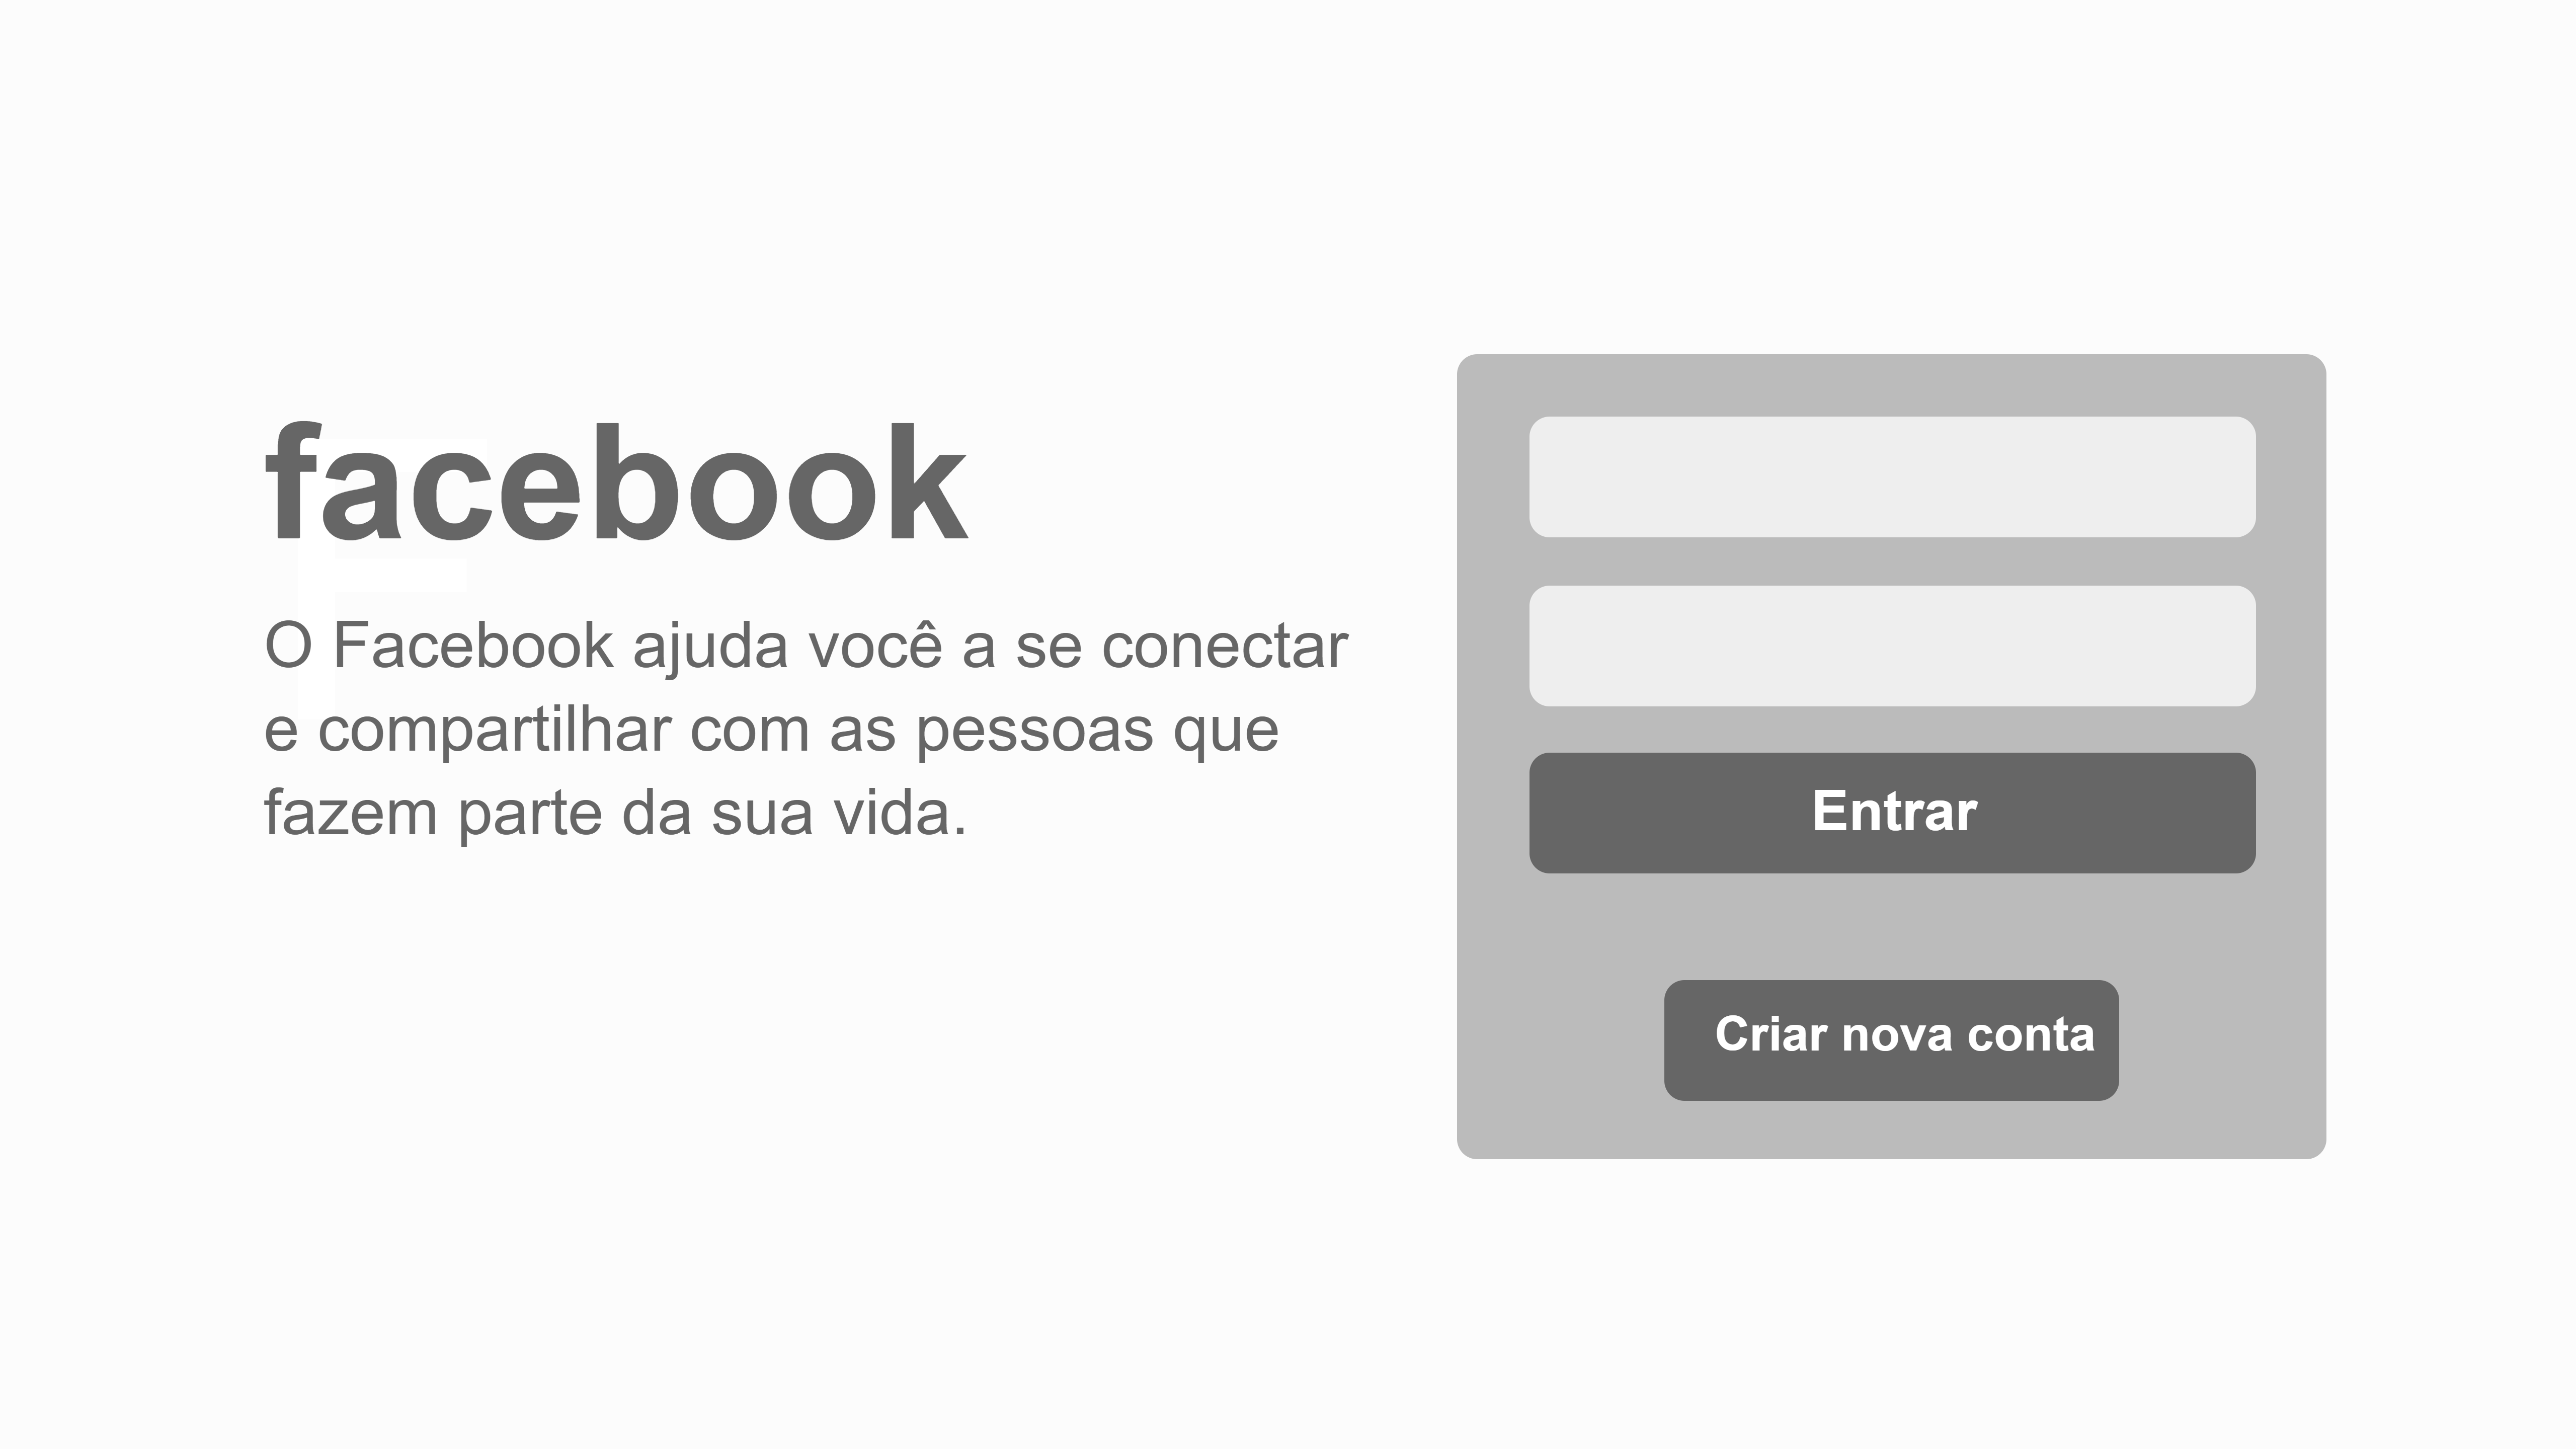 facebook
O Facebook ajuda você a se conectar
e compartilhar com as pessoas que
fazem parte da sua vida.
Entrar
Criar nova conta